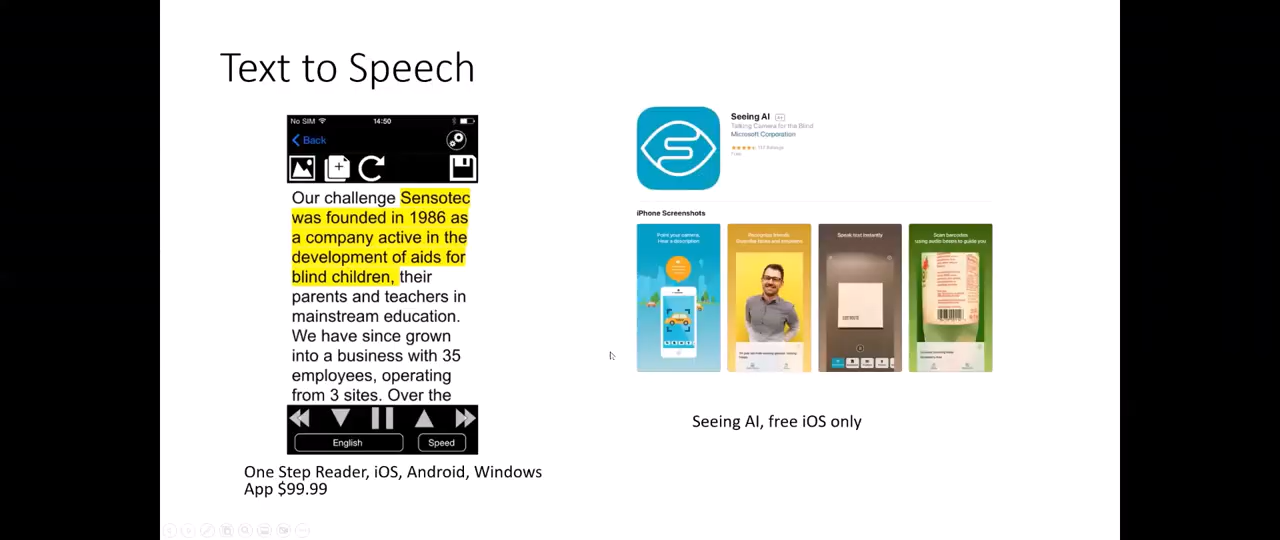 Text to Speech
No SIM 14:50
Back
Our challenge Sensotec
was founded in 1986 as
a company active in the
development of aids for
blind children, their
parents and teachers in
mainstream education.
We have since grown
into a business with 35
employees, operating
from 3 sites. Over the
English Speed
One Step Reader, iOS, Android, Windows
App $99.99
Seeing AI
Talking Camera for the Blind
Microsoft Corporation
iPhone Screenshots
Point your camera,
Hear a description
Recognize friends
Describe faces and emotions
Speak text instantly
Scan barcodes
using audio beeps to guide you
Seeing AI, free iOS only